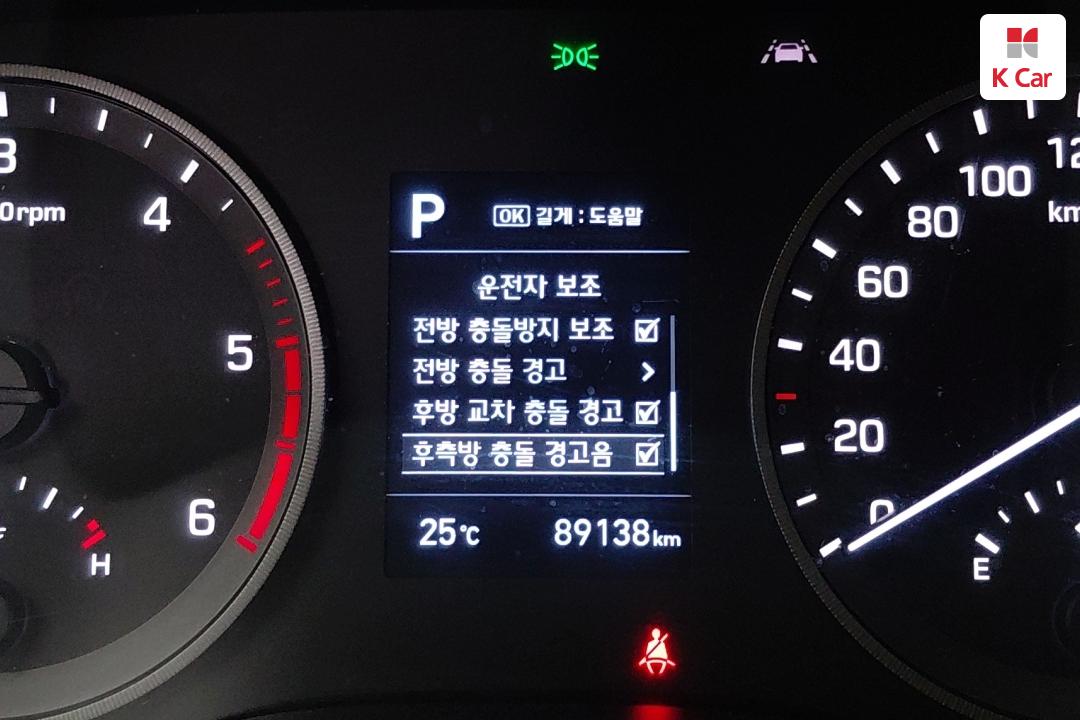 K Car
3
4
5
6
H
P
OK 길게 : 도움말
운전자 보조
전방 충돌방지 보조
전방 충돌 경고
후방 교차 충돌 경고
후측방 충돌 경고음
25℃ 89138km
100
80
60
40
20
0
E